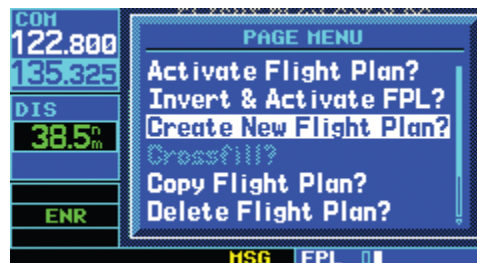 COM
122.800
135.325
DIS
38.5nm
ENR
PAGE MENU
Activate Flight Plan?
Invert & Activate FPL?
Create New Flight Plan?
Crossfill?
Copy Flight Plan?
Delete Flight Plan?
MSG FPL